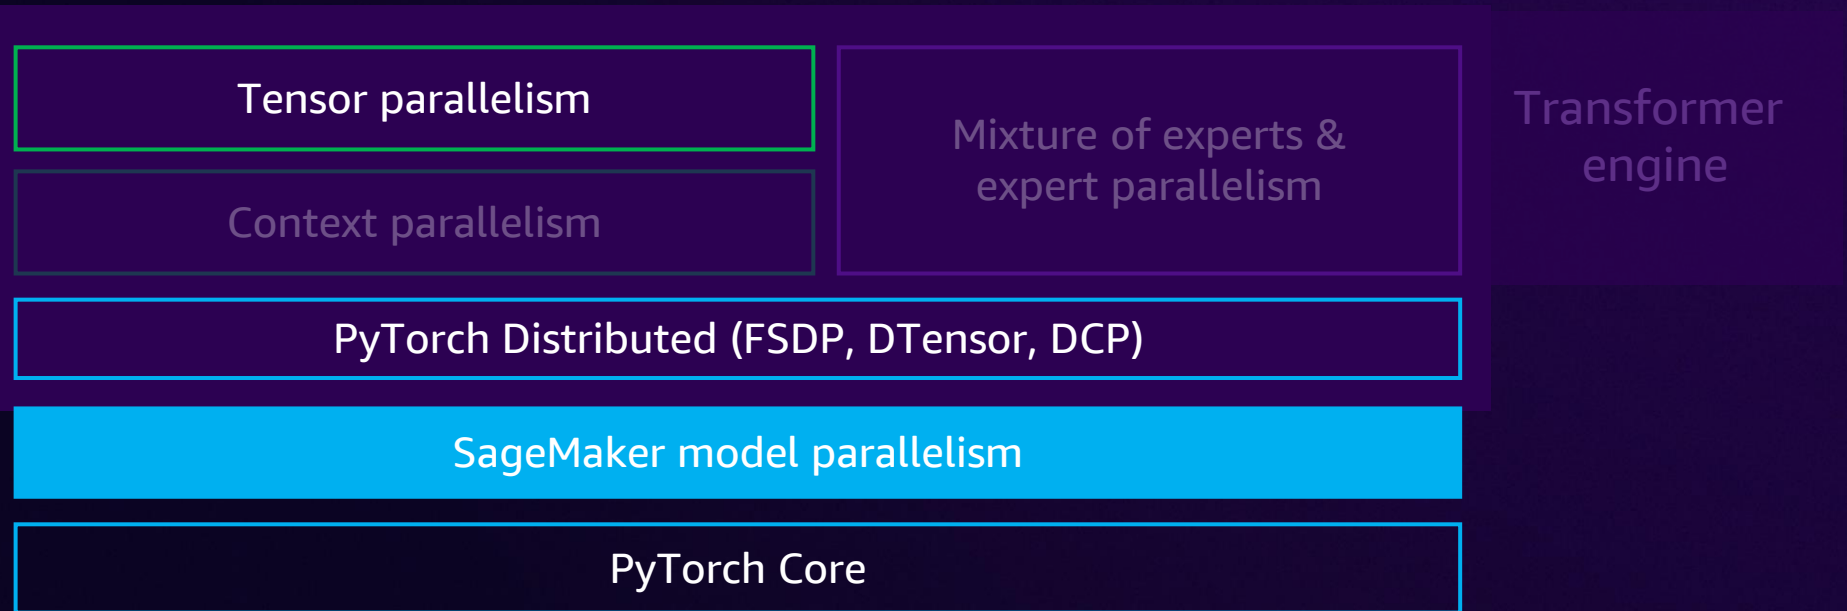 Tensor parallelism
Context parallelism
Mixture of experts &
expert parallelism
Transformer
engine
PyTorch Distributed (FSDP, DTensor, DCP)
SageMaker model parallelism
PyTorch Core